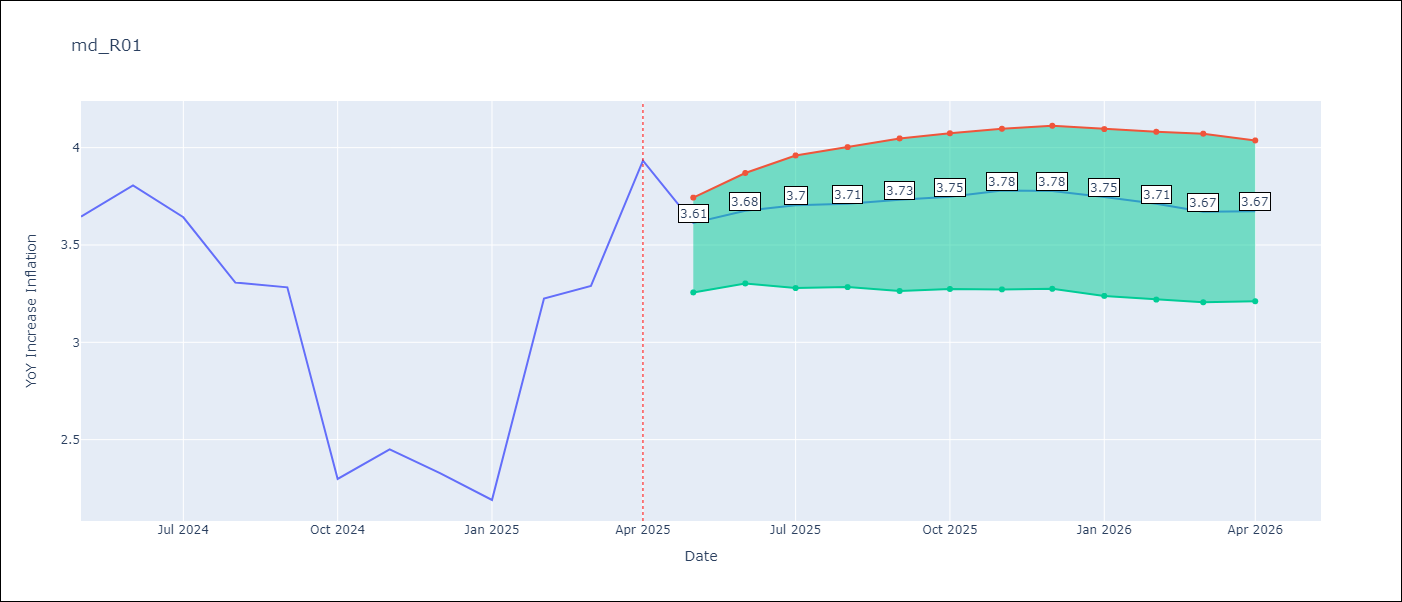 md_R01
4
3.5
3
2.5
YoY Increase Inflation
3.61
3.68
3.7
3.71
3.73
3.75
3.78
3.78
3.75
3.71
3.67
3.67
Jul 2024
Oct 2024
Jan 2025
Apr 2025
Jul 2025
Oct 2025
Jan 2026
Apr 2026
Date